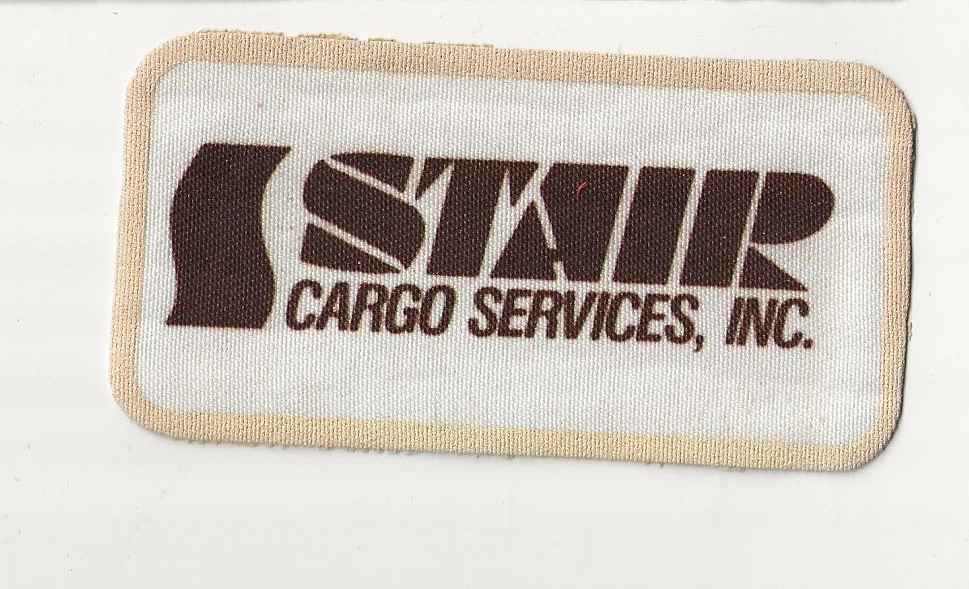 STAIR
CARGO SERVICES, INC.